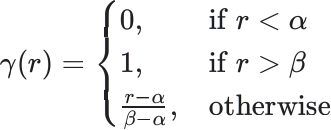 γ(r) = { 0, if r < α
1, if r > β
(r−α)/(β−α), otherwise